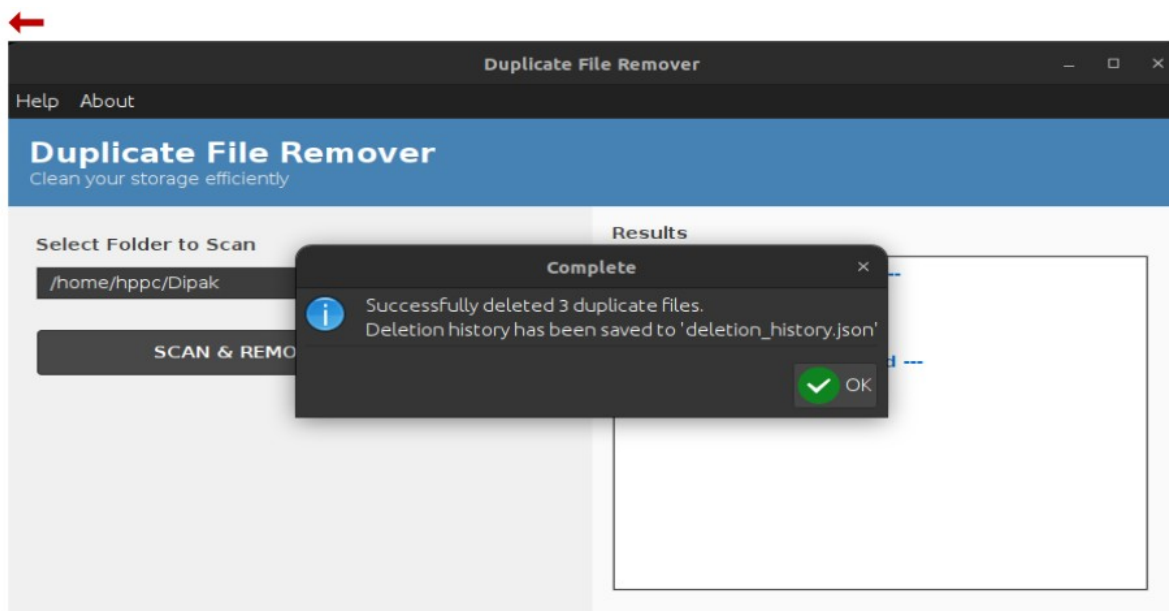 Duplicate File Remover
Help About
Duplicate File Remover
Clean your storage efficiently
Select Folder to Scan
/home/hppc/Dipak
SCAN & REMO
Results
---
---
Complete
Successfully deleted 3 duplicate files.
Deletion history has been saved to 'deletion_history.json'
OK